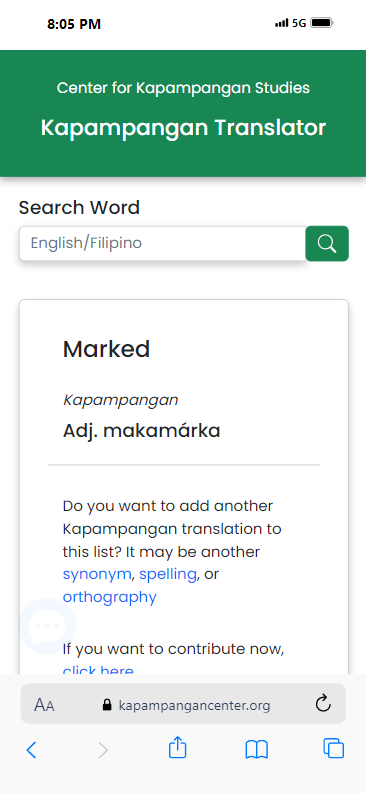 8:05 PM
5G
Center for Kapampangan Studies
Kapampangan Translator
Search Word
English/Filipino
Marked
Kapampangan
Adj. makamárka
Do you want to add another
Kapampangan translation to
this list? It may be another
synonym, spelling, or
orthography
If you want to contribute now,
click here
AA
kapampangancenter.org